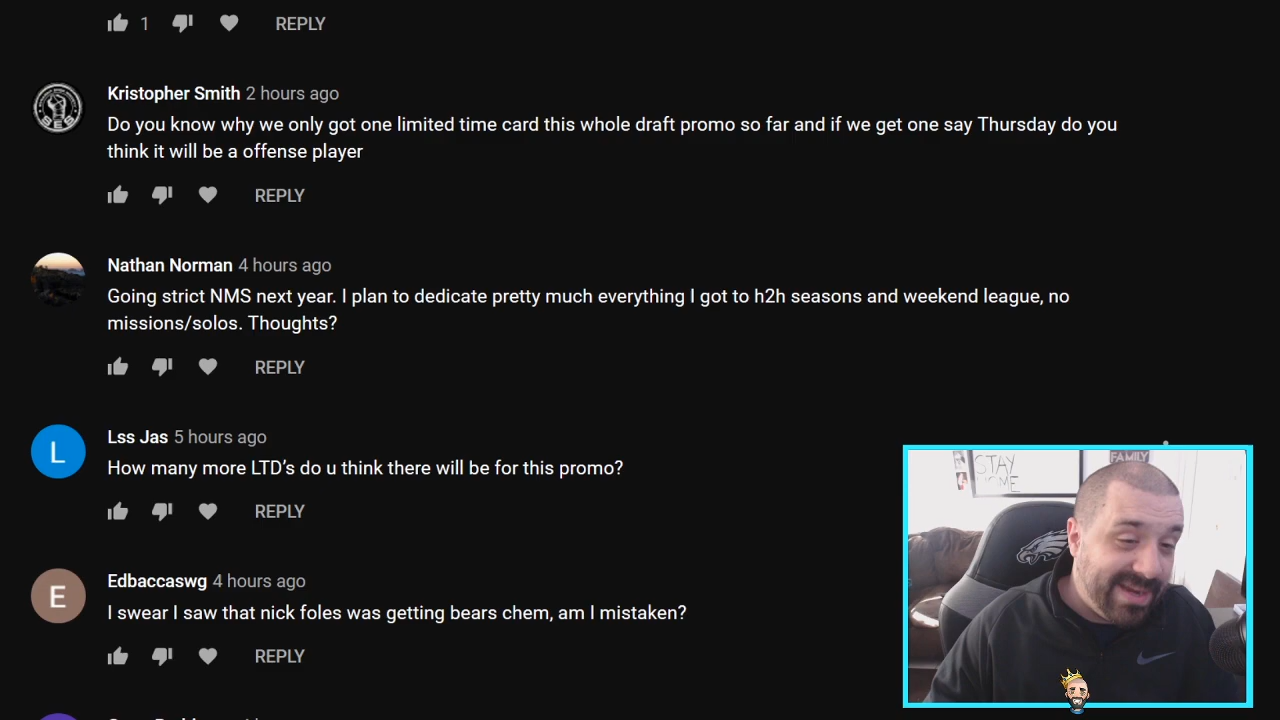 1 REPLY
Kristopher Smith 2 hours ago
Do you know why we only got one limited time card this whole draft promo so far and if we get one say Thursday do you
think it will be a offense player
REPLY
Nathan Norman 4 hours ago
Going strict NMS next year. I plan to dedicate pretty much everything I got to h2h seasons and weekend league, no
missions/solos. Thoughts?
REPLY
Lss Jas 5 hours ago
L
How many more LTD’s do u think there will be for this promo?
REPLY
Edbaccaswg 4 hours ago
E
I swear I saw that nick foles was getting bears chem, am I mistaken?
REPLY
STAY
FAMILY
SES